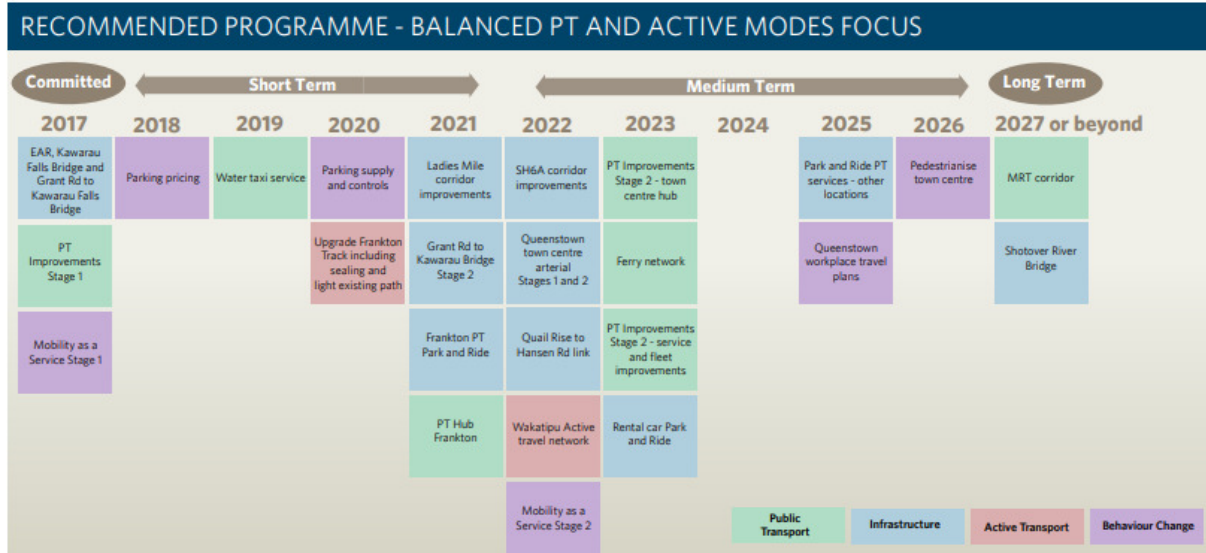 RECOMMENDED PROGRAMME - BALANCED PT AND ACTIVE MODES FOCUS
Committed
Short Term
Medium Term
Long Term
2017
2018
2019
2020
2021
2022
2023
2024
2025
2026
2027 or beyond
EAR, Kawarau
Falls Bridge and
Grant Rd to
Kawarau Falls
Bridge
Parking pricing
Water taxi service
Parking supply
and controls
Ladies Mile
corridor
improvements
SH6A corridor
improvements
PT Improvements
Stage 2 - town
centre hub
Park and Ride PT
services - other
locations
Pedestrianise
town centre
MRT corridor
PT
Improvements
Stage 1
Upgrade Frankton
Track including
sealing and
light existing path
Grant Rd to
Kawarau Bridge
Stage 2
Queenstown
town centre
arterial
Stages 1 and 2
Ferry network
Queenstown
workplace travel
plans
Shotover River
Bridge
Mobility as a
Service Stage 1
Frankton PT
Park and Ride
Quail Rise to
Hansen Rd link
PT Improvements
Stage 2 - service
and fleet
improvements
PT Hub
Frankton
Wakatipu Active
travel network
Rental car Park
and Ride
Mobility as a
Service Stage 2
Public
Transport
Infrastructure
Active Transport
Behaviour Change